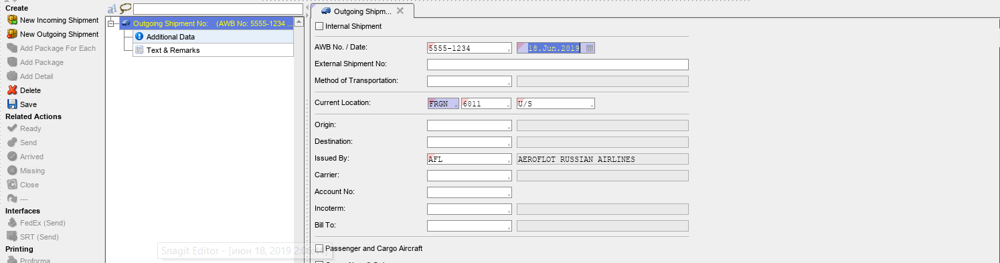 Create
New Incoming Shipment
New Outgoing Shipment
Add Package For Each
Add Package
Add Detail
Delete
Save
Related Actions
Ready
Send
Arrived
Missing
Close
---
Interfaces
FedEx (Send)
SRT (Send)
Printing
Proforma
Outgoing Shipment No: (AWB No: 5555-1234 ...
Additional Data
Text & Remarks
Outgoing Shipm...
Internal Shipment
AWB No. / Date: 5555-1234 18.Jun.2019
External Shipment No:
Method of Transportation:
Current Location: FRGN 6011 U/S
Origin:
Destination:
Issued By: AFL AEROFLOT RUSSIAN AIRLINES
Carrier:
Account No:
Incoterm:
Bill To:
Passenger and Cargo Aircraft
Snagit Editor - [июн 18, 2019